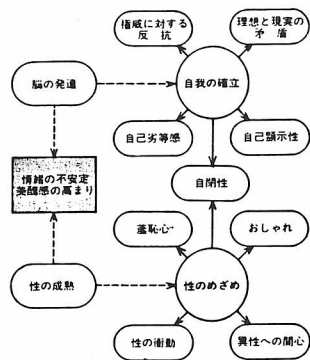 権威に対する
反抗
理想と現実の
矛盾
脳の発達
自我の確立
自己劣等感
自己顕示性
情緒の不安定
美醜感の高まり
自閉性
羞恥心
おしゃれ
性の成熟
性のめざめ
性の衝動
異性への関心